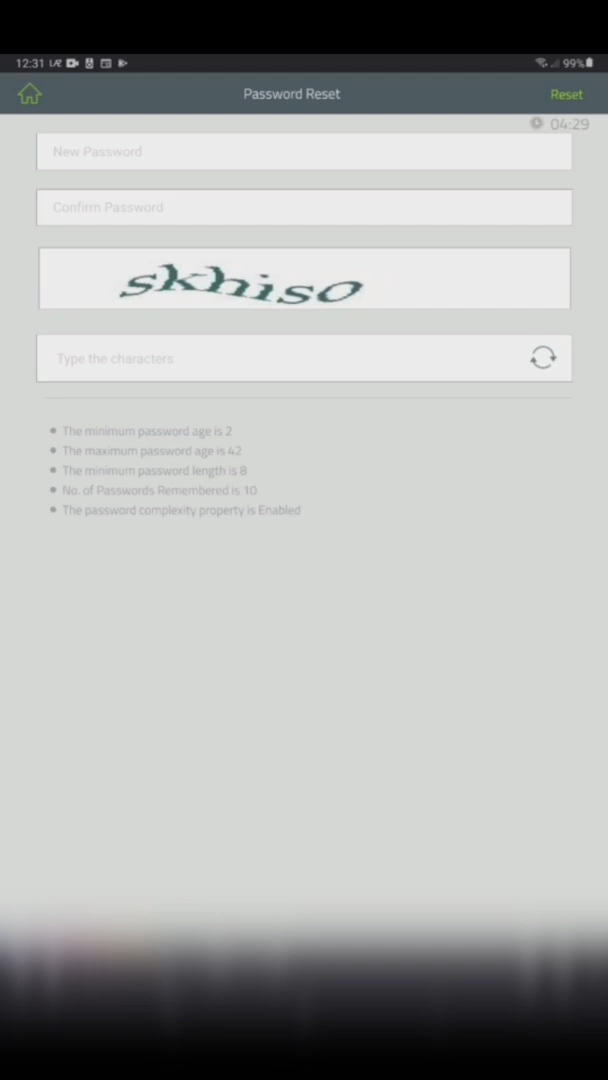 12:31 99%
Password Reset Reset
04:29
New Password
Confirm Password
skhiso
Type the characters
The minimum password age is 2
The maximum password age is 42
The minimum password length is 8
No. of Passwords Remembered is 10
The password complexity property is Enabled